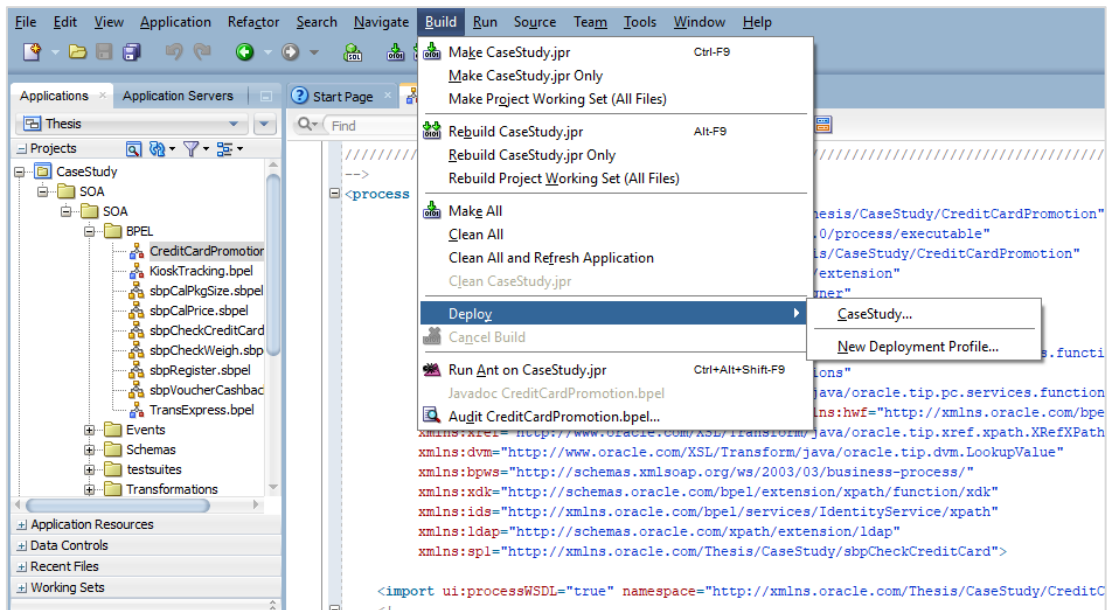 File Edit View Application Refactor Search Navigate Build Run Source Team Tools Window Help
Applications Application Servers
Start Page
Thesis
Find
Projects
CaseStudy
SOA
SOA
BPEL
CreditCardPromotion
KioskTracking.bpel
sbpCalPkgSize.sbpel
sbpCalPrice.sbpel
sbpCheckCreditCard
sbpCheckWeigh.sbp
sbpRegister.sbpel
sbpVoucherCashbac
TransExpress.bpel
Events
Schemas
testsuites
Transformations
Application Resources
Data Controls
Recent Files
Working Sets
Make CaseStudy.jpr Ctrl-F9
Make CaseStudy.jpr Only
Make Project Working Set (All Files)
Rebuild CaseStudy.jpr Alt-F9
Rebuild CaseStudy.jpr Only
Rebuild Project Working Set (All Files)
Make All
Clean All
Clean All and Refresh Application
Clean CaseStudy.jpr
Deploy
Cancel Build
Run Ant on CaseStudy.jpr Ctrl+Alt+Shift-F9
Javadoc CreditCardPromotion.bpel
Audit CreditCardPromotion.bpel...
CaseStudy...
New Deployment Profile...
///////// ////////////////////////////////////
-->
<process
hesis/CaseStudy/CreditCardPromotion"
.0/process/executable"
is/CaseStudy/CreditCardPromotion"
/extension"
gner"
s.functi
ions"
java/oracle.tip.pc.services.function
lns:hwf="http://xmlns.oracle.com/bpe
xmlns:xref="http://www.oracle.com/XSL/Transform/java/oracle.tip.xref.xpath.XRefXPath
xmlns:dvm="http://www.oracle.com/XSL/Transform/java/oracle.tip.dvm.LookupValue"
xmlns:bpws="http://schemas.xmlsoap.org/ws/2003/03/business-process/"
xmlns:xdk="http://schemas.oracle.com/bpel/extension/xpath/function/xdk"
xmlns:ids="http://xmlns.oracle.com/bpel/services/IdentityService/xpath"
xmlns:ldap="http://schemas.oracle.com/xpath/extension/ldap"
xmlns:spl="http://xmlns.oracle.com/Thesis/CaseStudy/sbpCheckCreditCard">
<import ui:processWSDL="true" namespace="http://xmlns.oracle.com/Thesis/CaseStudy/CreditC